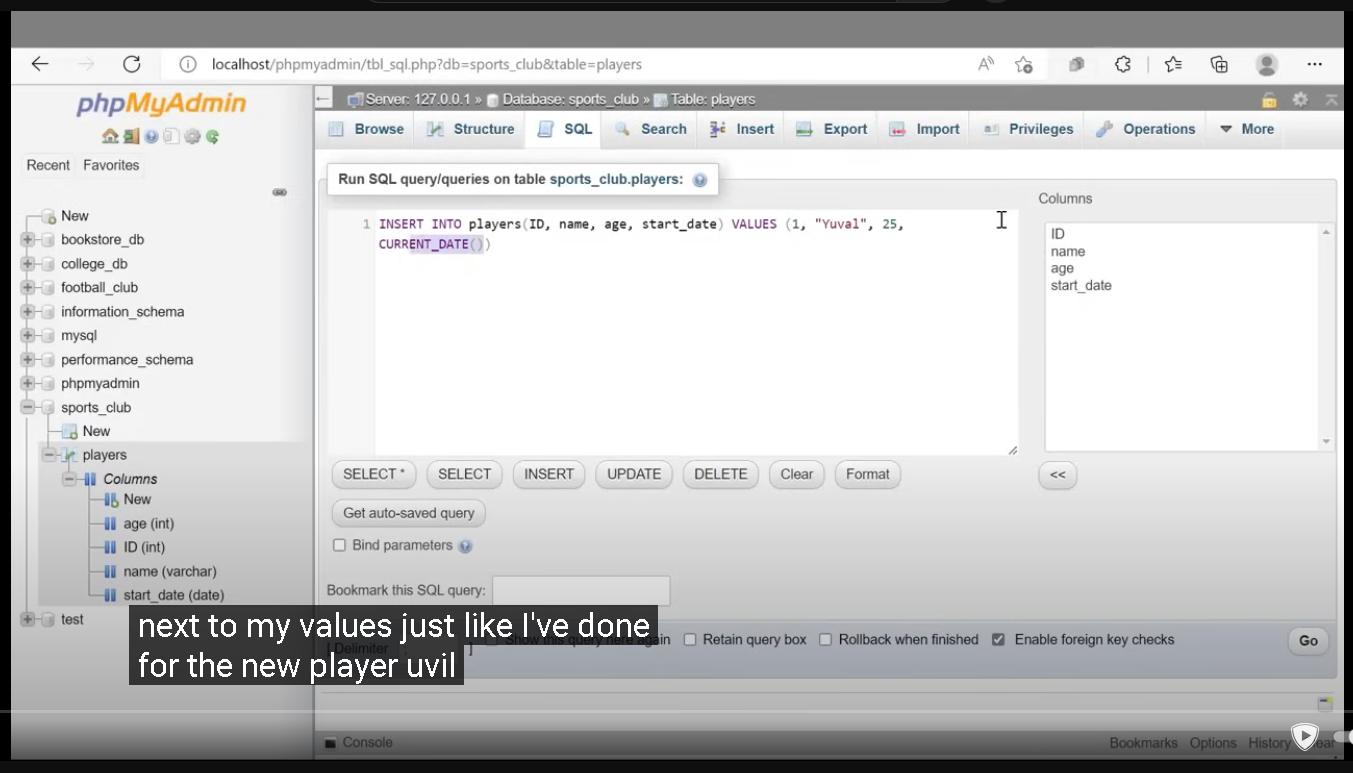 localhost/phpmyadmin/tbl_sql.php?db=sports_club&table=players
phpMyAdmin
Recent Favorites
New
bookstore_db
college_db
football_club
information_schema
mysql
performance_schema
phpmyadmin
sports_club
New
players
Columns
New
age (int)
ID (int)
name (varchar)
start_date (date)
test
Server: 127.0.0.1 » Database: sports_club » Table: players
Browse Structure SQL Search Insert Export Import Privileges Operations More
Run SQL query/queries on table sports_club.players:
1 INSERT INTO players(ID, name, age, start_date) VALUES (1, "Yuval", 25,
CURRENT_DATE())
Columns
ID
name
age
start_date
SELECT * SELECT INSERT UPDATE DELETE Clear Format <<
Get auto-saved query
Bind parameters
Bookmark this SQL query:
[ Delimiter ] Show this query here again Retain query box Rollback when finished Enable foreign key checks Go
next to my values just like I've done
for the new player uvil
Console Bookmarks Options History